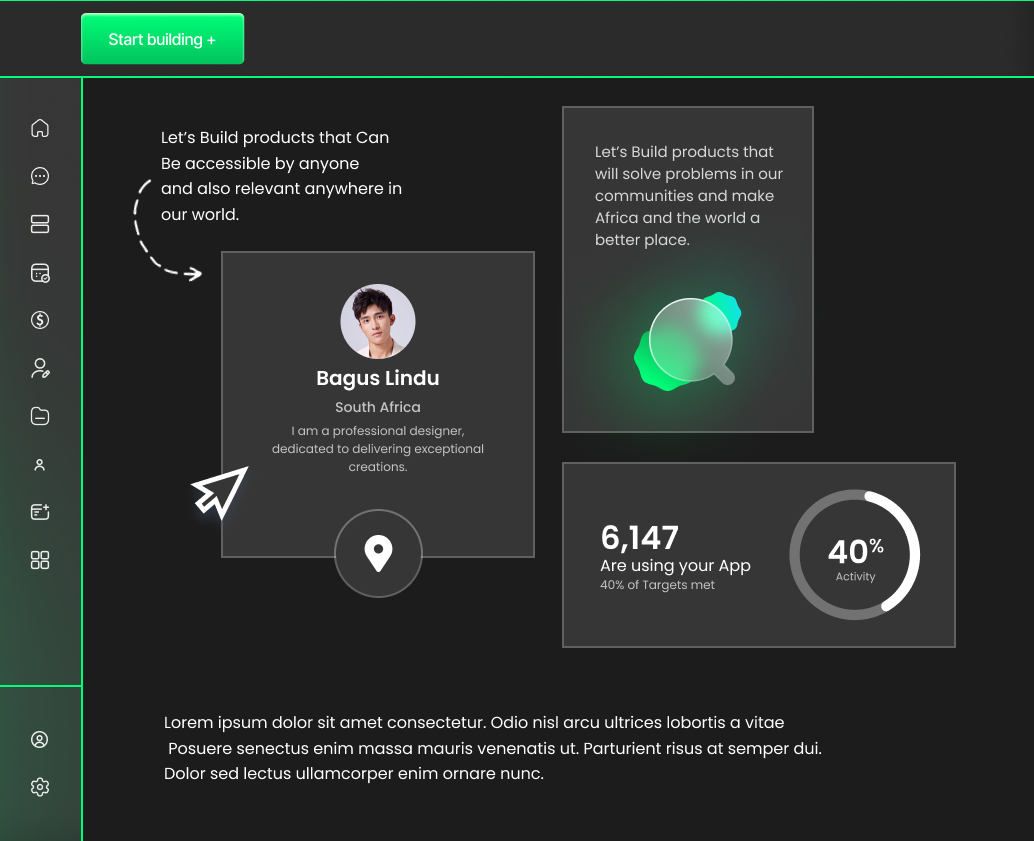 Start building +
Let’s Build products that Can
Be accessible by anyone
and also relevant anywhere in
our world.
Let’s Build products that
will solve problems in our
communities and make
Africa and the world a
better place.
Bagus Lindu
South Africa
I am a professional designer,
dedicated to delivering exceptional
creations.
6,147
Are using your App
40% of Targets met
40%
Activity
Lorem ipsum dolor sit amet consectetur. Odio nisl arcu ultrices lobortis a vitae
Posuere senectus enim massa mauris venenatis ut. Parturient risus at semper dui.
Dolor sed lectus ullamcorper enim ornare nunc.